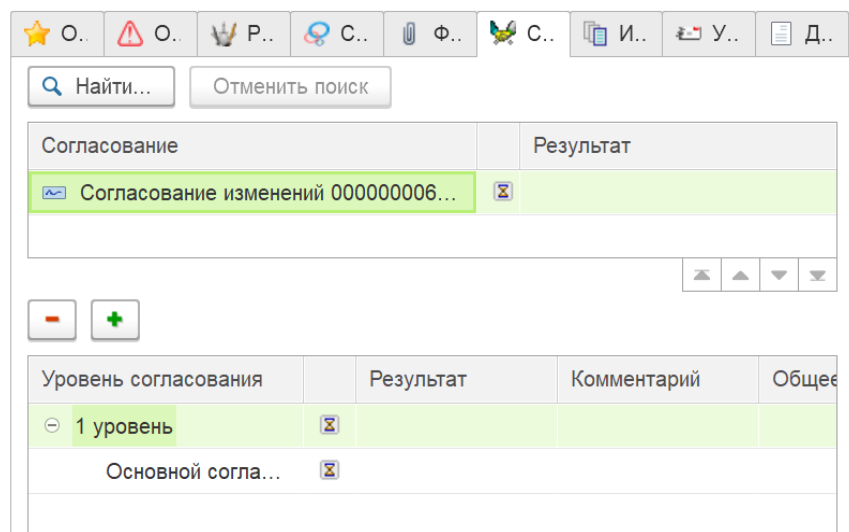 О.. О.. Р.. С.. Ф.. С.. И.. У.. Д..
Найти... Отменить поиск
Согласование Результат
Согласование изменений 000000006...
Уровень согласования Результат Комментарий Общее
1 уровень
Основной согла...